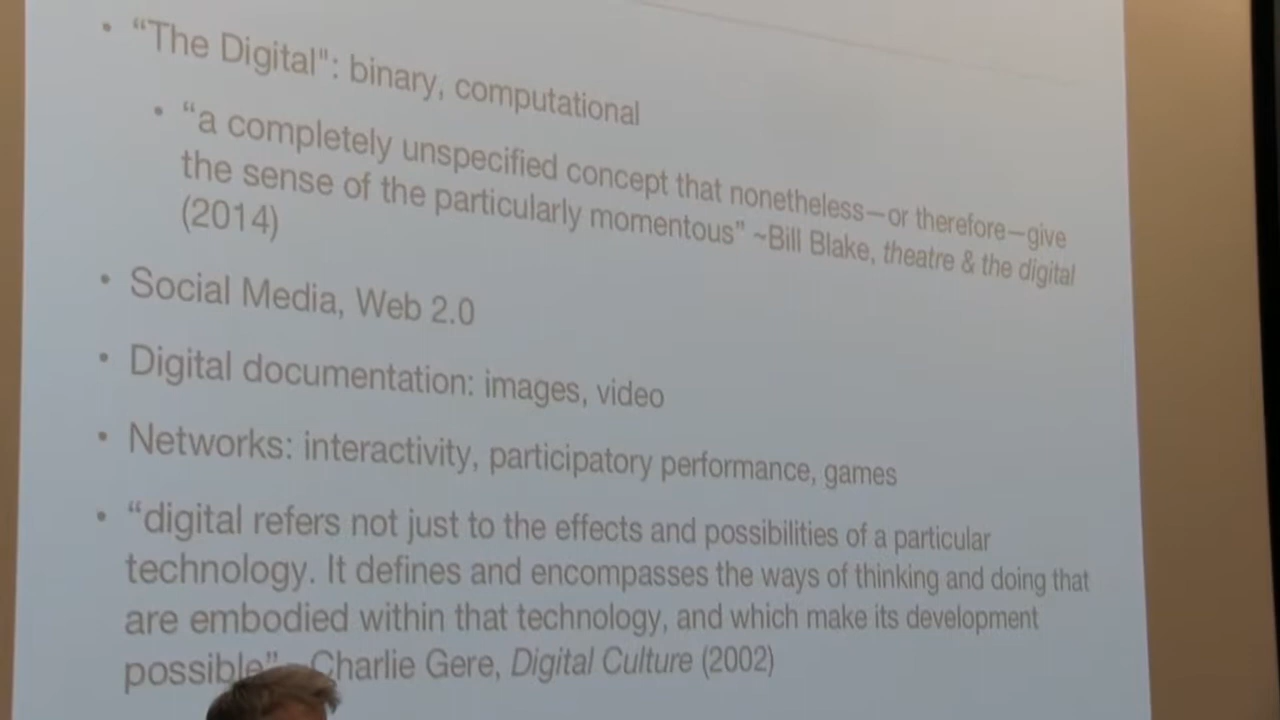 • “The Digital": binary, computational
• “a completely unspecified concept that nonetheless—or therefore—give
the sense of the particularly momentous” ~Bill Blake, theatre & the digital
(2014)
• Social Media, Web 2.0
• Digital documentation: images, video
• Networks: interactivity, participatory performance, games
• “digital refers not just to the effects and possibilities of a particular
technology. It defines and encompasses the ways of thinking and doing that
are embodied within that technology, and which make its development
possible” Charlie Gere, Digital Culture (2002)